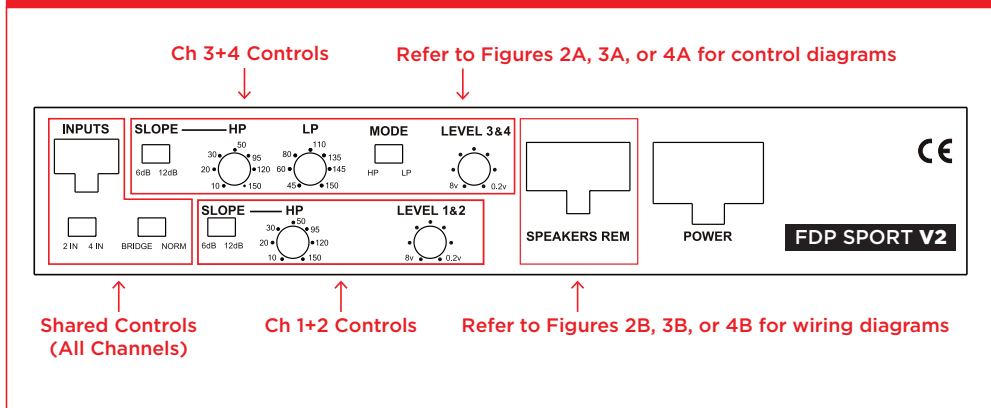 Ch 3+4 Controls
Refer to Figures 2A, 3A, or 4A for control diagrams
INPUTS
SLOPE HP LP MODE LEVEL 3&4
6dB 12dB
10 20 30 50 95 120 150
45 60 80 110 135 145 150
HP LP
8v 0.2v
2 IN 4 IN
BRIDGE NORM
SLOPE HP LEVEL 1&2
6dB 12dB
10 20 30 50 95 120 150
8v 0.2v
SPEAKERS REM
POWER
CE
FDP SPORT V2
Shared Controls
(All Channels)
Ch 1+2 Controls
Refer to Figures 2B, 3B, or 4B for wiring diagrams